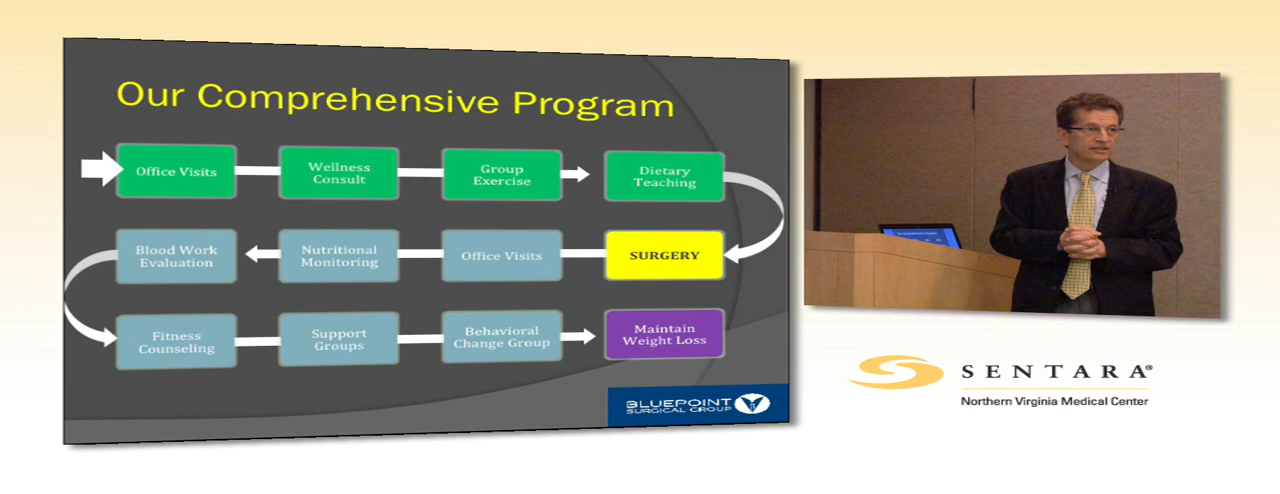 Our Comprehensive Program
Office Visits
Wellness
Consult
Group
Exercise
Dietary
Teaching
SURGERY
Office Visits
Nutritional
Monitoring
Blood Work
Evaluation
Fitness
Counseling
Support
Groups
Behavioral
Change Group
Maintain
Weight Loss
BLUEPOINT
SURGICAL GROUP
SENTARA®
Northern Virginia Medical Center